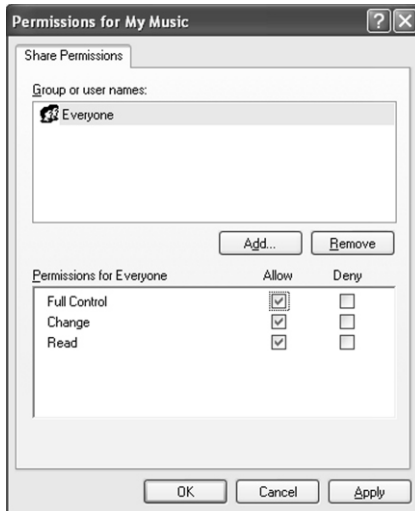 Permissions for My Music
Share Permissions
Group or user names:
Everyone
Add... Remove
Permissions for Everyone Allow Deny
Full Control
Change
Read
OK Cancel Apply